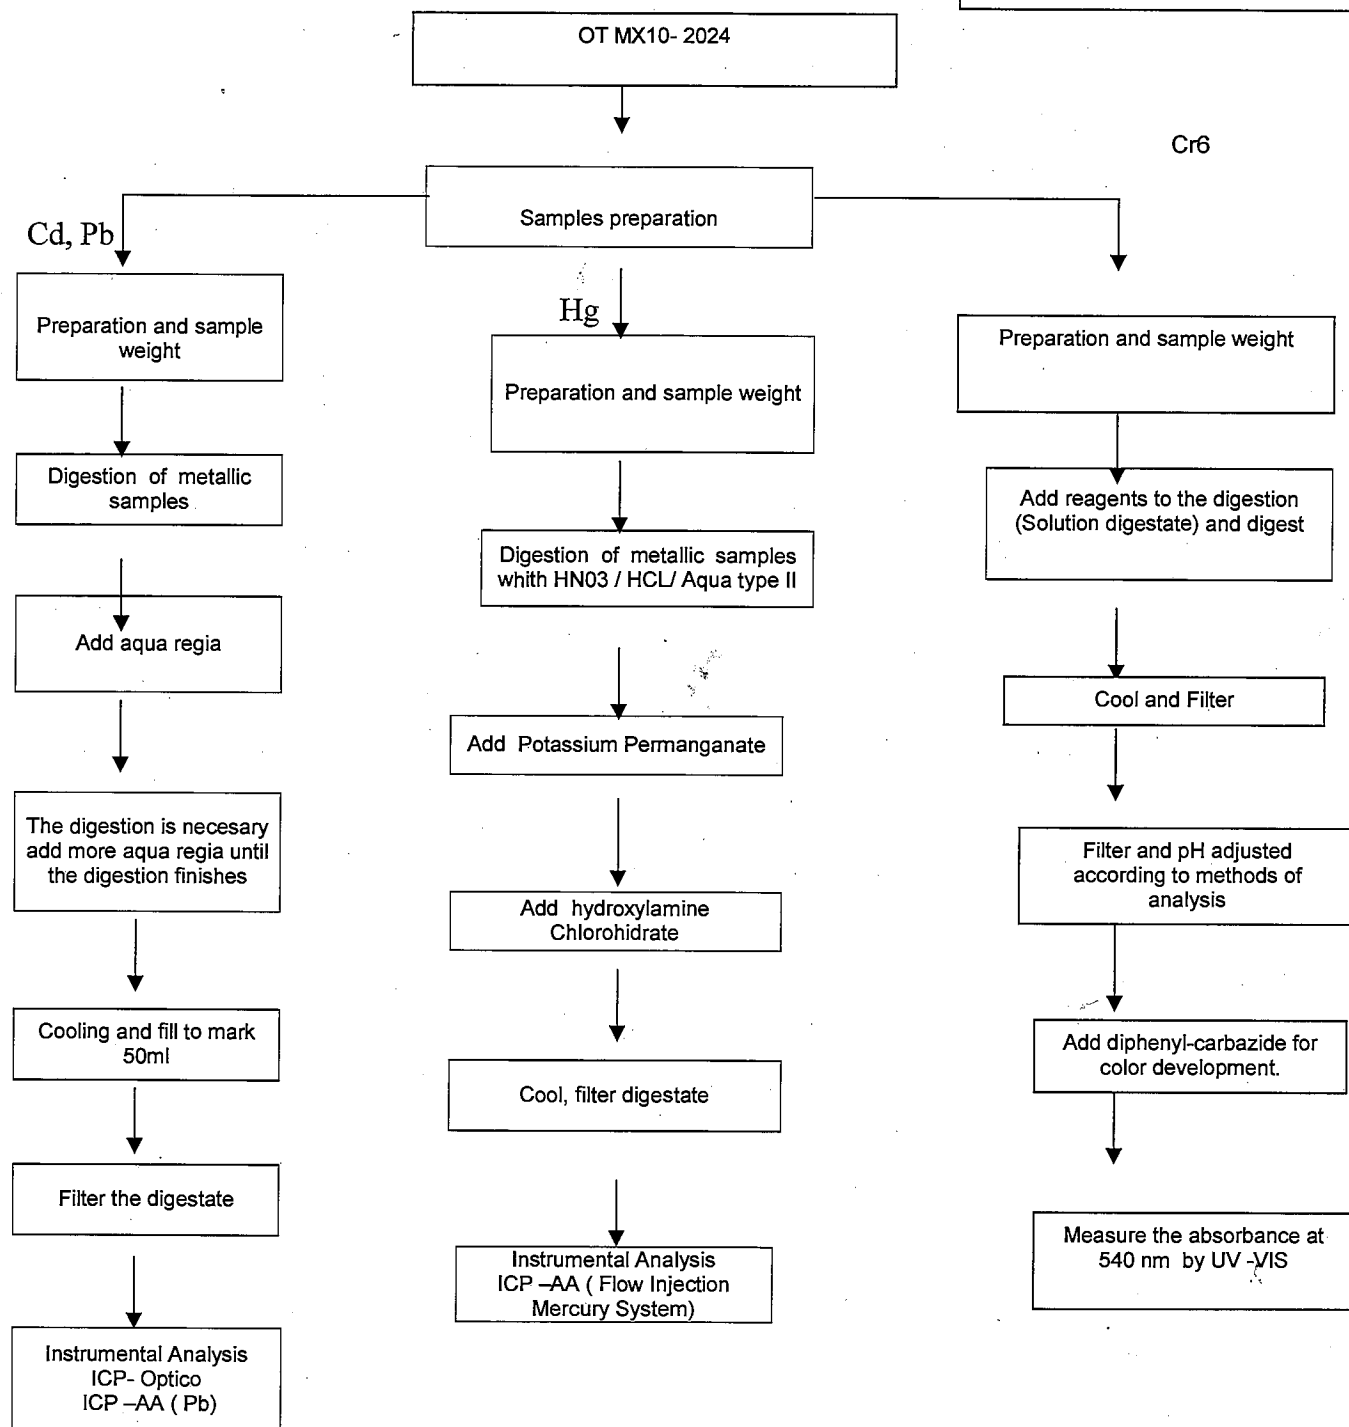 OT MX10- 2024
Samples preparation
Cd, Pb
Preparation and sample
weight
Digestion of metallic
samples
Add aqua regia
The digestion is necesary
add more aqua regia until
the digestion finishes
Cooling and fill to mark
50ml
Filter the digestate
Instrumental Analysis
ICP- Optico
ICP –AA ( Pb)
Hg
Preparation and sample weight
Digestion of metallic samples
whith HN03 / HCL/ Aqua type II
Add Potassium Permanganate
Add hydroxylamine
Chlorohidrate
Cool, filter digestate
Instrumental Analysis
ICP –AA ( Flow Injection
Mercury System)
Cr6
Preparation and sample weight
Add reagents to the digestion
(Solution digestate) and digest
Cool and Filter
Filter and pH adjusted
according to methods of
analysis
Add diphenyl-carbazide for
color development.
Measure the absorbance at
540 nm by UV -VIS